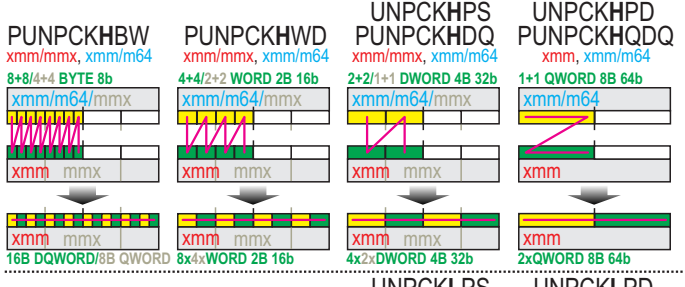 UNPCKHPS UNPCKHPD
PUNPCKHBW PUNPCKHWD PUNPCKHDQ PUNPCKHQDQ
xmm/mmx, xmm/m64 xmm/mmx, xmm/m64 xmm/mmx, xmm/m64 xmm, xmm/m64
8+8/4+4 BYTE 8b 4+4/2+2 WORD 2B 16b 2+2/1+1 DWORD 4B 32b 1+1 QWORD 8B 64b
xmm/m64/mmx xmm/m64/mmx xmm/m64/mmx xmm/m64
xmm mmx xmm mmx xmm mmx xmm
xmm mmx xmm mmx xmm mmx xmm
16B DQWORD/8B QWORD 8x4xWORD 2B 16b 4x2xDWORD 4B 32b 2xQWORD 8B 64b
UNPCKLPS UNPCKLPD